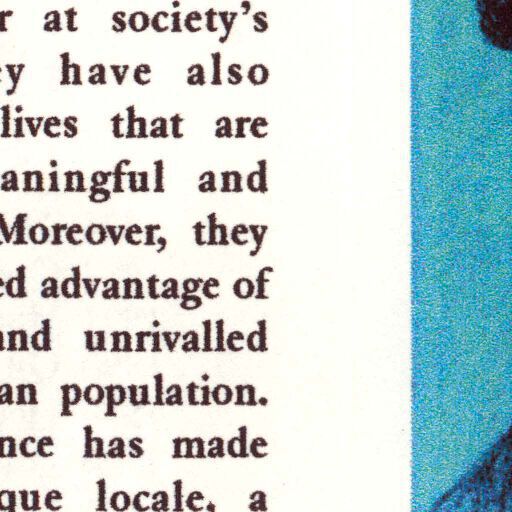 r at society's
ey have also
lives that are
aningful and
Moreover, they
ed advantage of
and unrivalled
an population.
nce has made
que locale, a